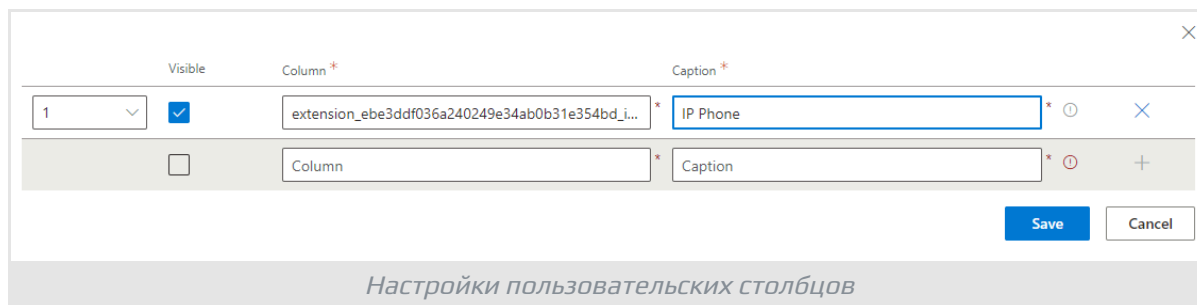 Visible Column * Caption *
1 extension_ebe3ddf036a240249e34ab0b31e354bd_i... * IP Phone *
Column * Caption *
Save Cancel
Настройки пользовательских столбцов